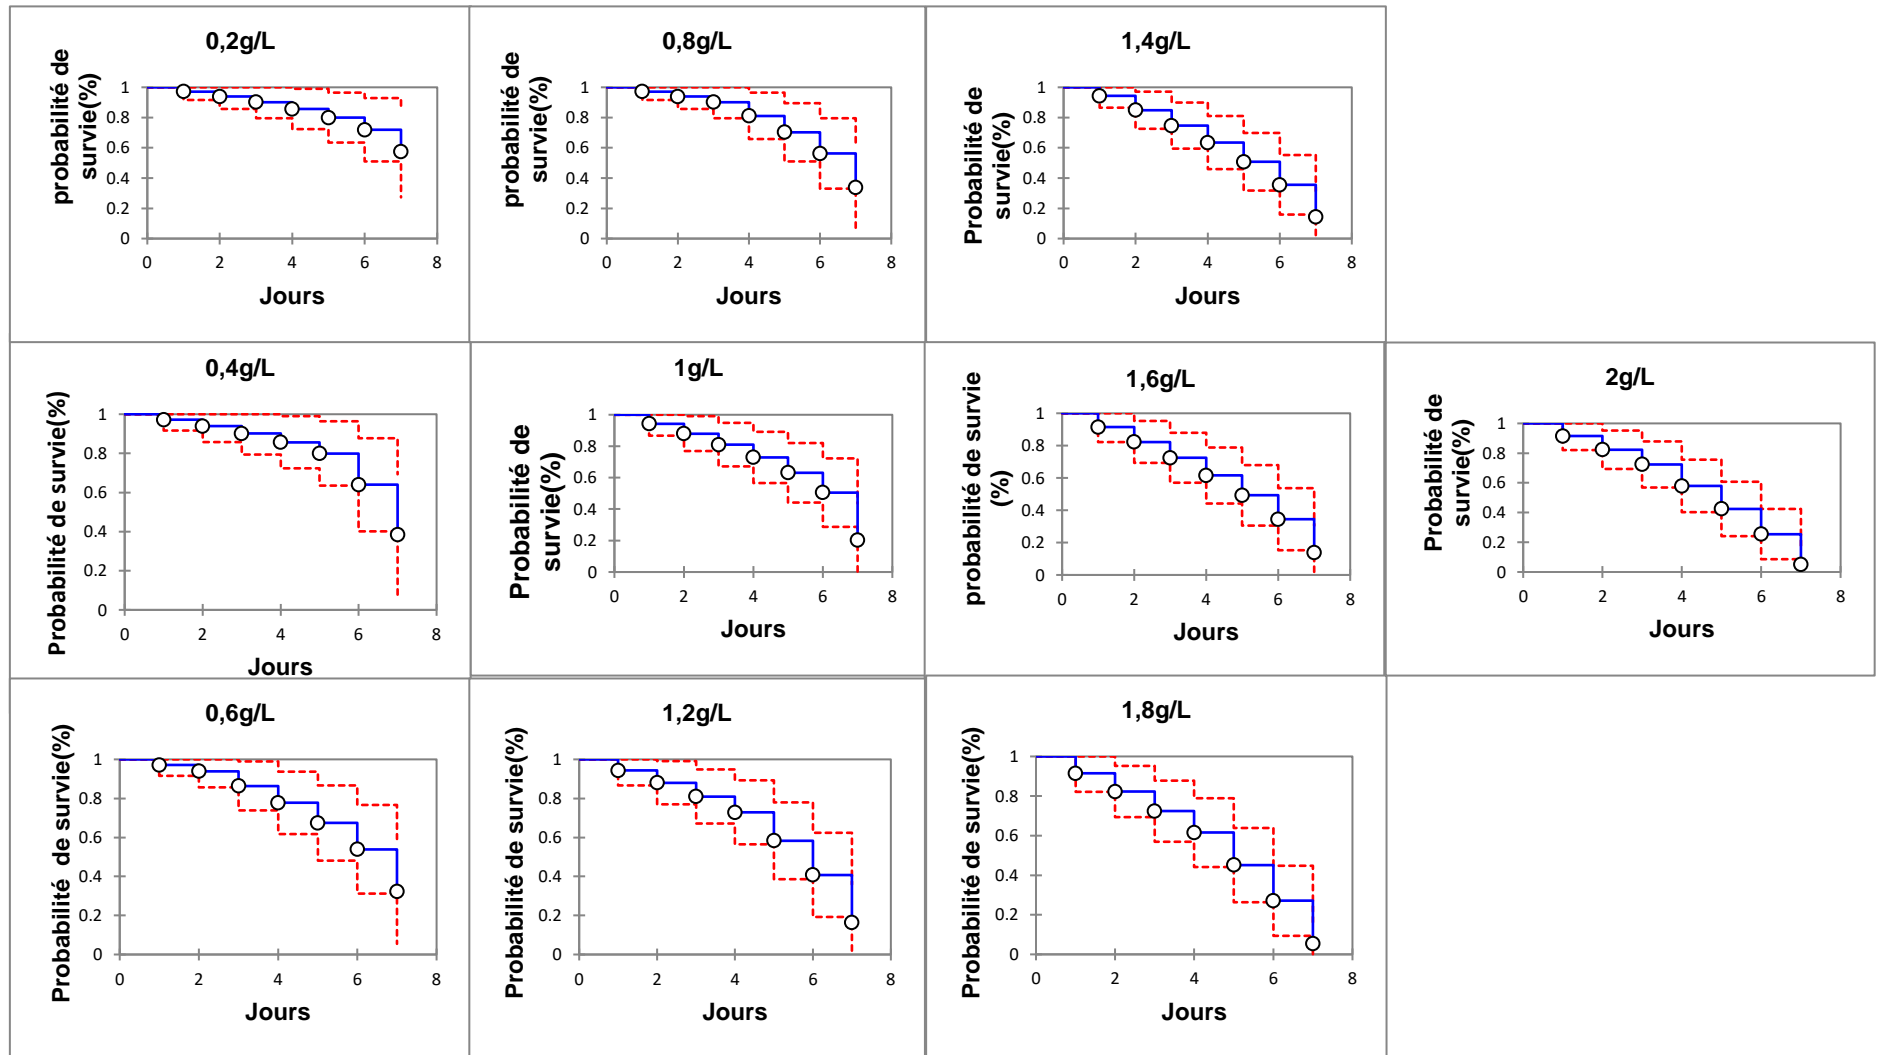 0,2g/L
probabilité de
survie(%)
1
0.8
0.6
0.4
0.2
0
0 2 4 6 8
Jours
0,8g/L
probabilité de
survie(%)
1
0.8
0.6
0.4
0.2
0
0 2 4 6 8
Jours
1,4g/L
Probabilité de
survie(%)
1
0.8
0.6
0.4
0.2
0
0 2 4 6 8
Jours
0,4g/L
Probabilité de survie(%)
1
0.8
0.6
0.4
0.2
0
0 2 4 6 8
Jours
1g/L
Probabilité de
survie(%)
1
0.8
0.6
0.4
0.2
0
0 2 4 6 8
Jours
1,6g/L
probabilité de survie
(%)
1
0.8
0.6
0.4
0.2
0
0 2 4 6 8
Jours
2g/L
Probabilité de
survie(%)
1
0.8
0.6
0.4
0.2
0
0 2 4 6 8
Jours
0,6g/L
Probabilité de survie(%)
1
0.8
0.6
0.4
0.2
0
0 2 4 6 8
Jours
1,2g/L
Probabilité de survie(%)
1
0.8
0.6
0.4
0.2
0
0 2 4 6 8
Jours
1,8g/L
Probabilité de survie(%)
1
0.8
0.6
0.4
0.2
0
0 2 4 6 8
Jours